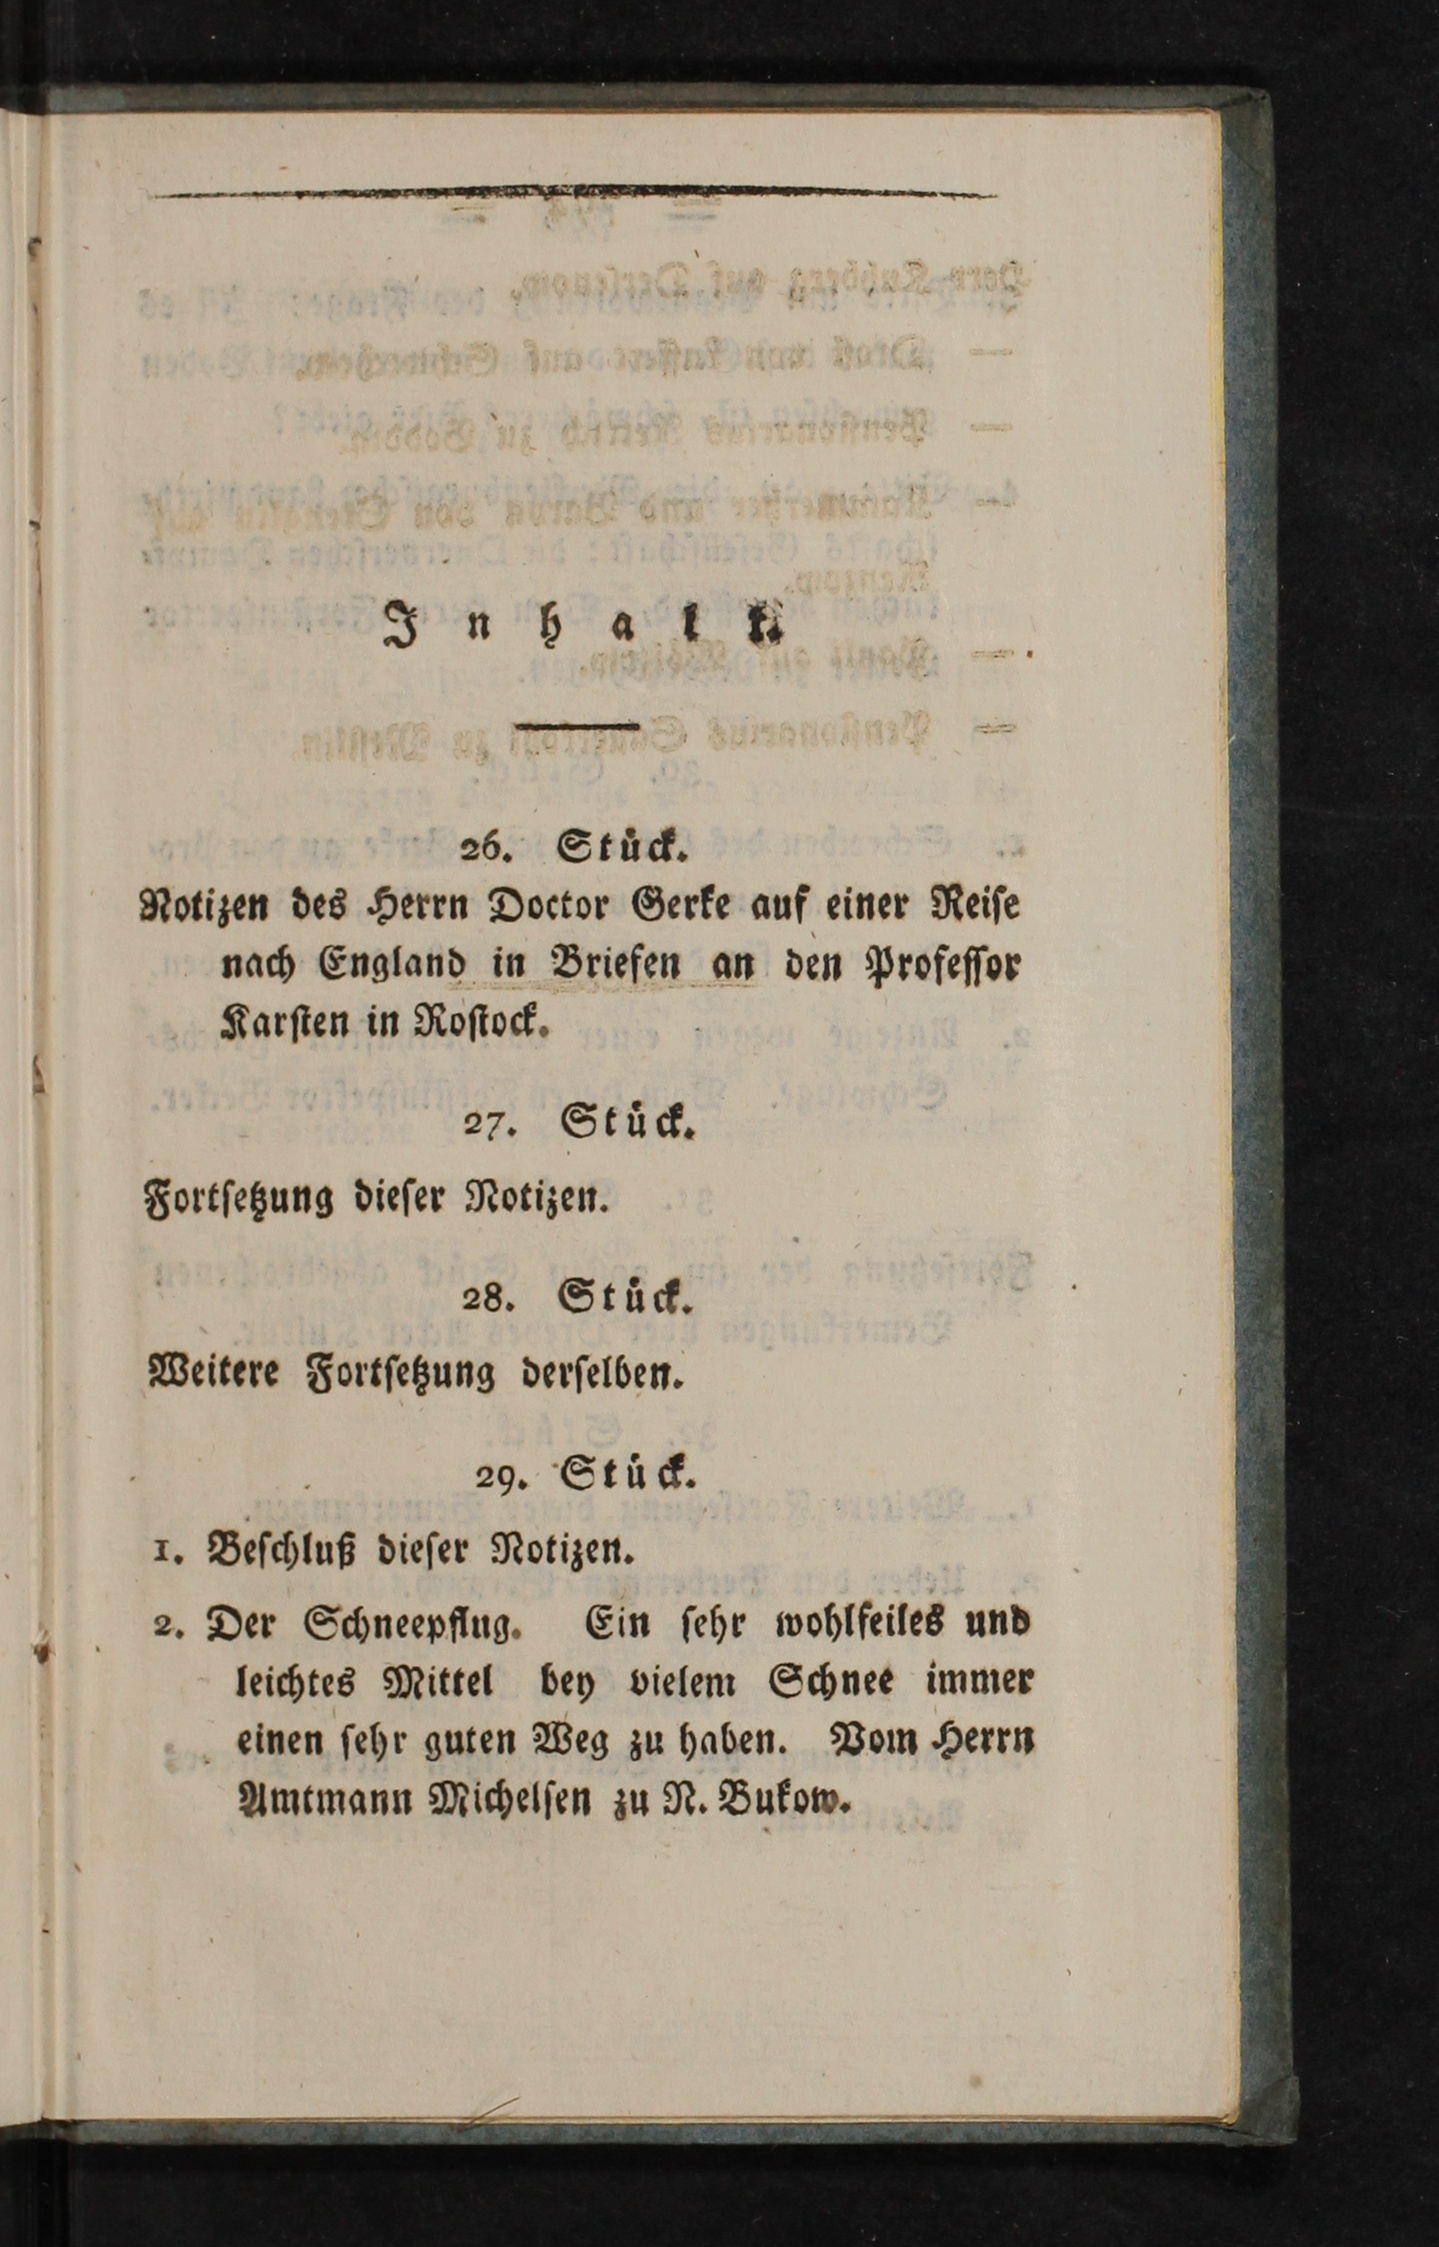 Inhalt.
26. Stück.
Notizen des Herrn Doctor Gerke auf einer Reiſe
nach England in Briefen an den Profeſſor
Karſten in Roſtock.
27. Stück.
Fortſetzung dieſer Notizen.
28. Stück.
Weitere Fortſetzung derſelben.
29. Stück.
1. Beſchluß dieſer Notizen.
2. Der Schneepflug. Ein ſehr wohlfeiles und
leichtes Mittel bey vielem Schnee immer
einen ſehr guten Weg zu haben. Vom Herrn
Amtmann Michelſen zu N. Bukow.